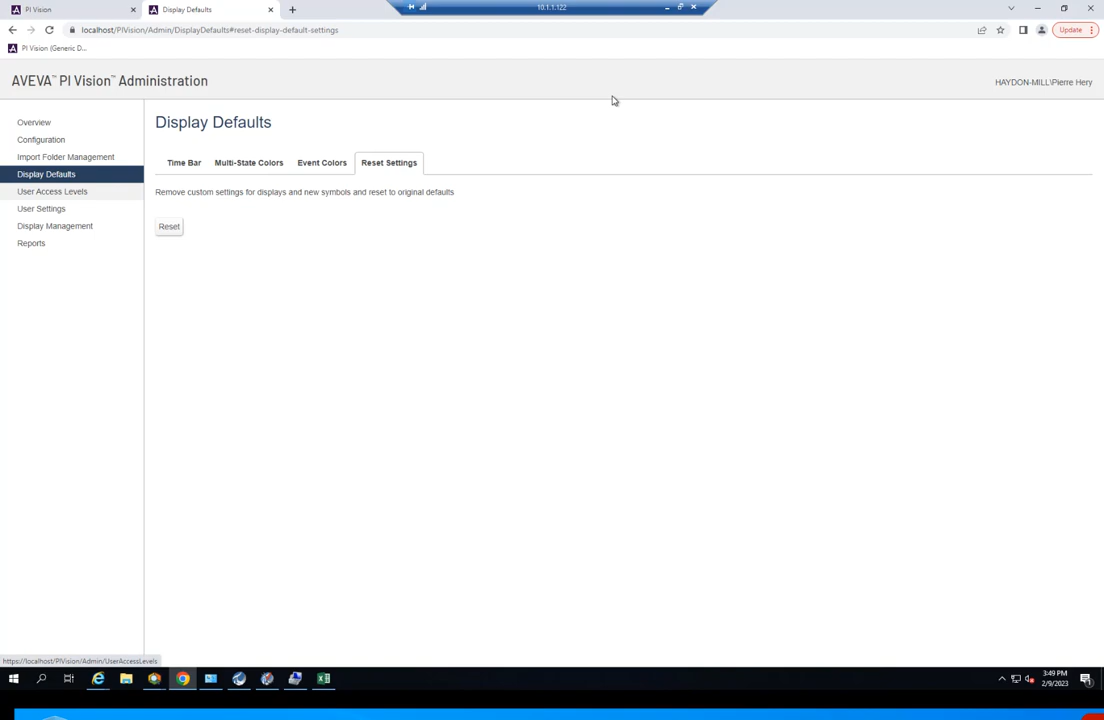 PI Vision
Display Defaults
10.1.1.122
localhost/PIVision/Admin/DisplayDefaults#reset-display-default-settings
Update
PI Vision (Generic D...
AVEVA™ PI Vision™ Administration
HAYDON-MILL\Pierre Hery
Overview
Configuration
Import Folder Management
Display Defaults
User Access Levels
User Settings
Display Management
Reports
Display Defaults
Time Bar
Multi-State Colors
Event Colors
Reset Settings
Remove custom settings for displays and new symbols and reset to original defaults
Reset
https://localhost/PIVision/Admin/UserAccessLevels
3:49 PM
2/9/2023